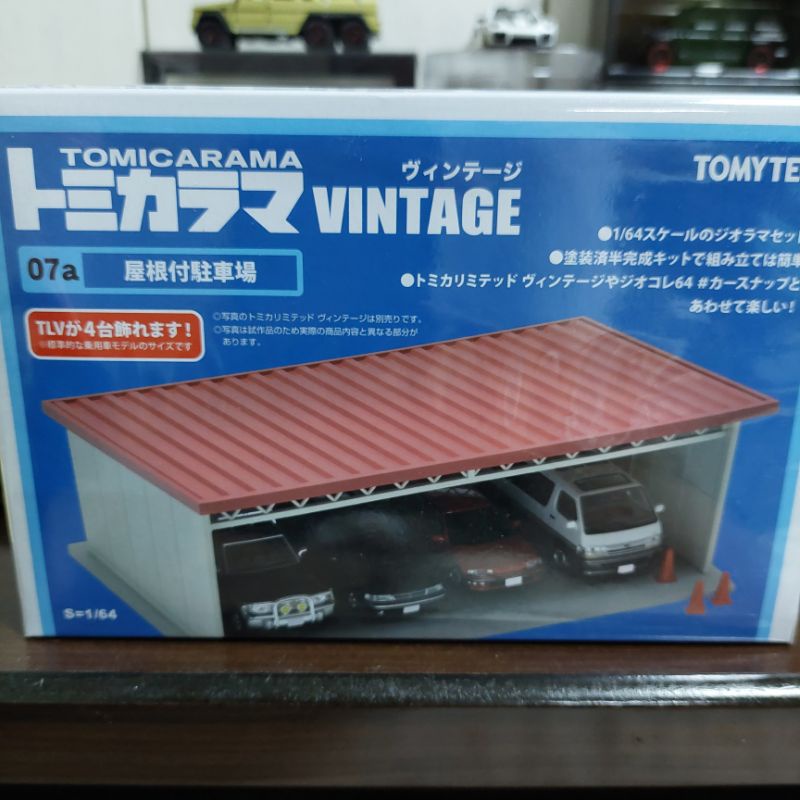 TOMICARAMA
トミカラマ
ヴィンテージ
VINTAGE
TOMYTE
07a 屋根付駐車場
●1/64スケールのジオラマセット
●塗装済半完成キットで組み立ては簡単
●トミカリミテッド ヴィンテージやジオコレ64 #カースナップと
あわせて楽しい！
TLVが4台飾れます！
※標準的な乗用車モデルのサイズです
◎写真のトミカリミテッド ヴィンテージは別売りです。
◎写真は試作品のため実際の商品内容と異なる部分が
あります。
S=1/64